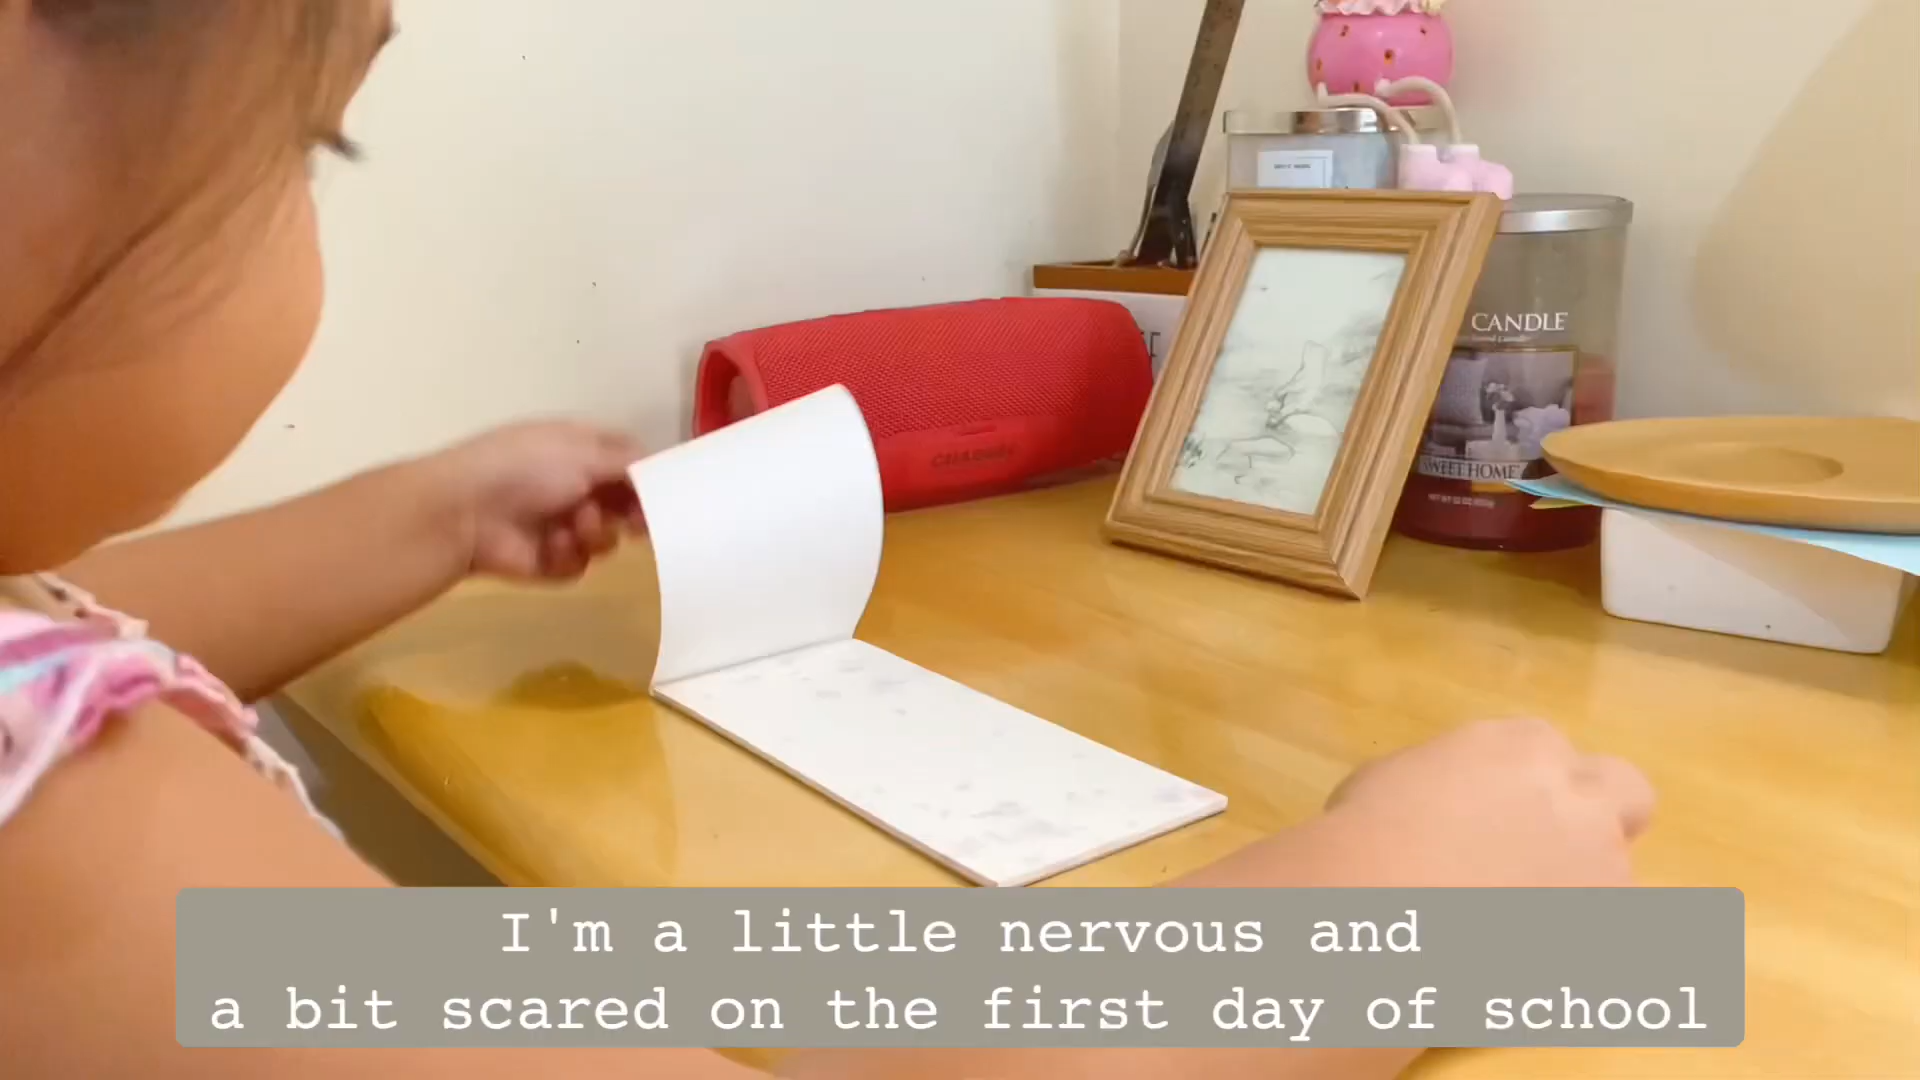 CANDLE
SWEET HOME
I'm a little nervous and
a bit scared on the first day of school